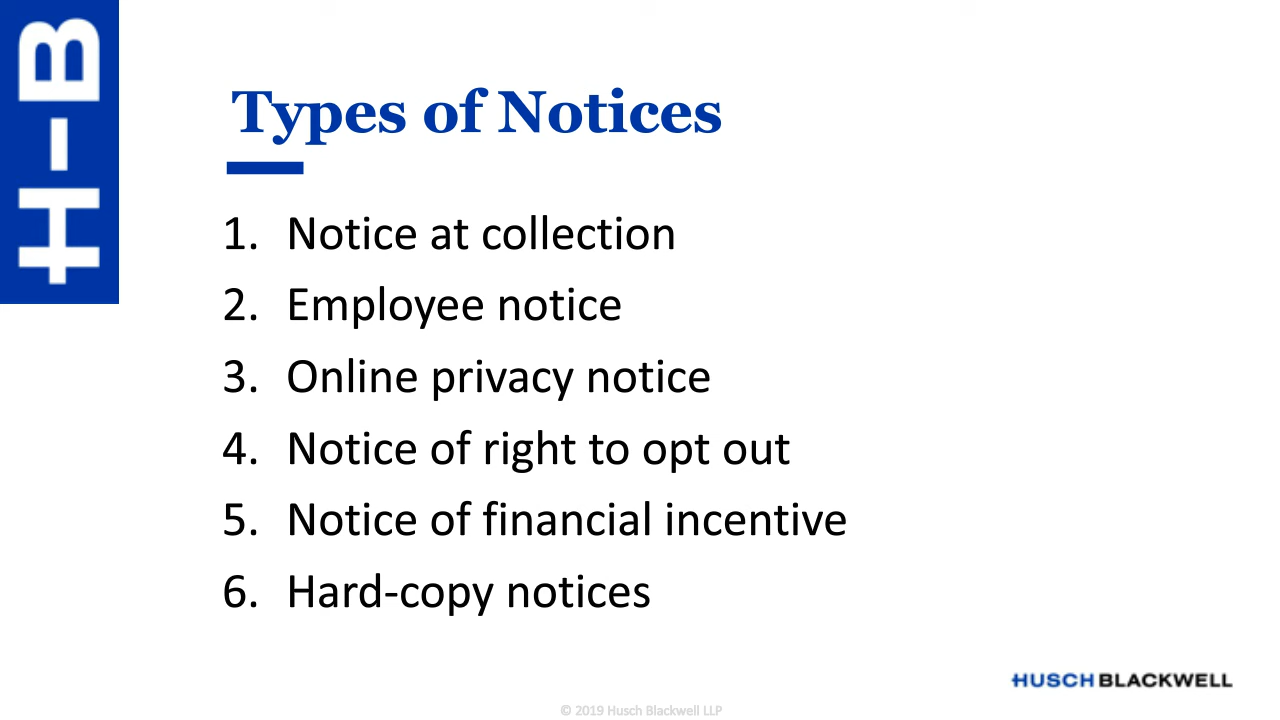 H-B
Types of Notices
1. Notice at collection
2. Employee notice
3. Online privacy notice
4. Notice of right to opt out
5. Notice of financial incentive
6. Hard-copy notices
HUSCH BLACKWELL
© 2019 Husch Blackwell LLP